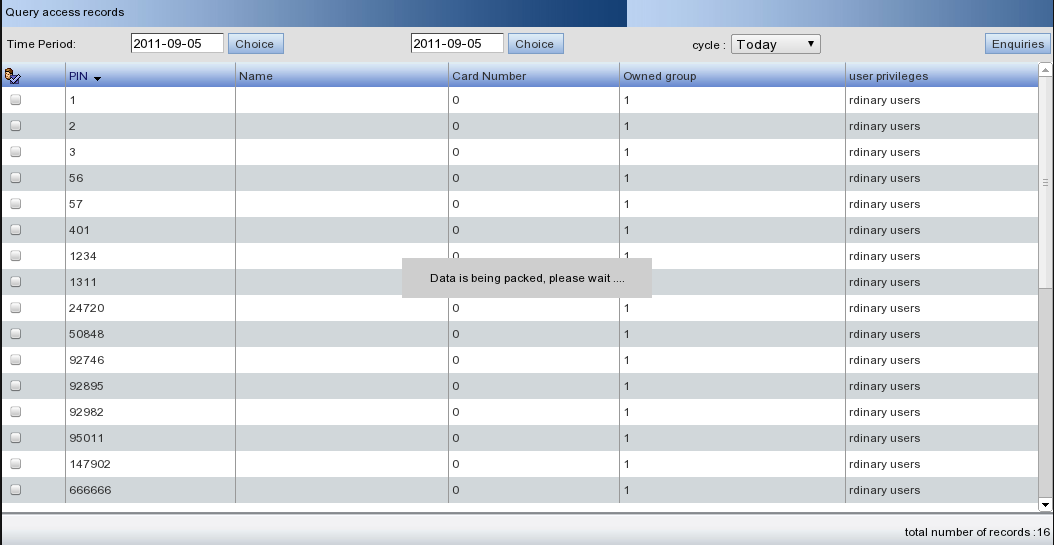 Query access records
Time Period: 2011-09-05 Choice 2011-09-05 Choice cycle : Today Enquiries
PIN Name Card Number Owned group user privileges
1 0 1 rdinary users
2 0 1 rdinary users
3 0 1 rdinary users
56 0 1 rdinary users
57 0 1 rdinary users
401 0 1 rdinary users
1234 0 1 rdinary users
1311 rdinary users
Data is being packed, please wait ....
24720 0 1 rdinary users
50848 0 1 rdinary users
92746 0 1 rdinary users
92895 0 1 rdinary users
92982 0 1 rdinary users
95011 0 1 rdinary users
147902 0 1 rdinary users
666666 0 1 rdinary users
total number of records :16